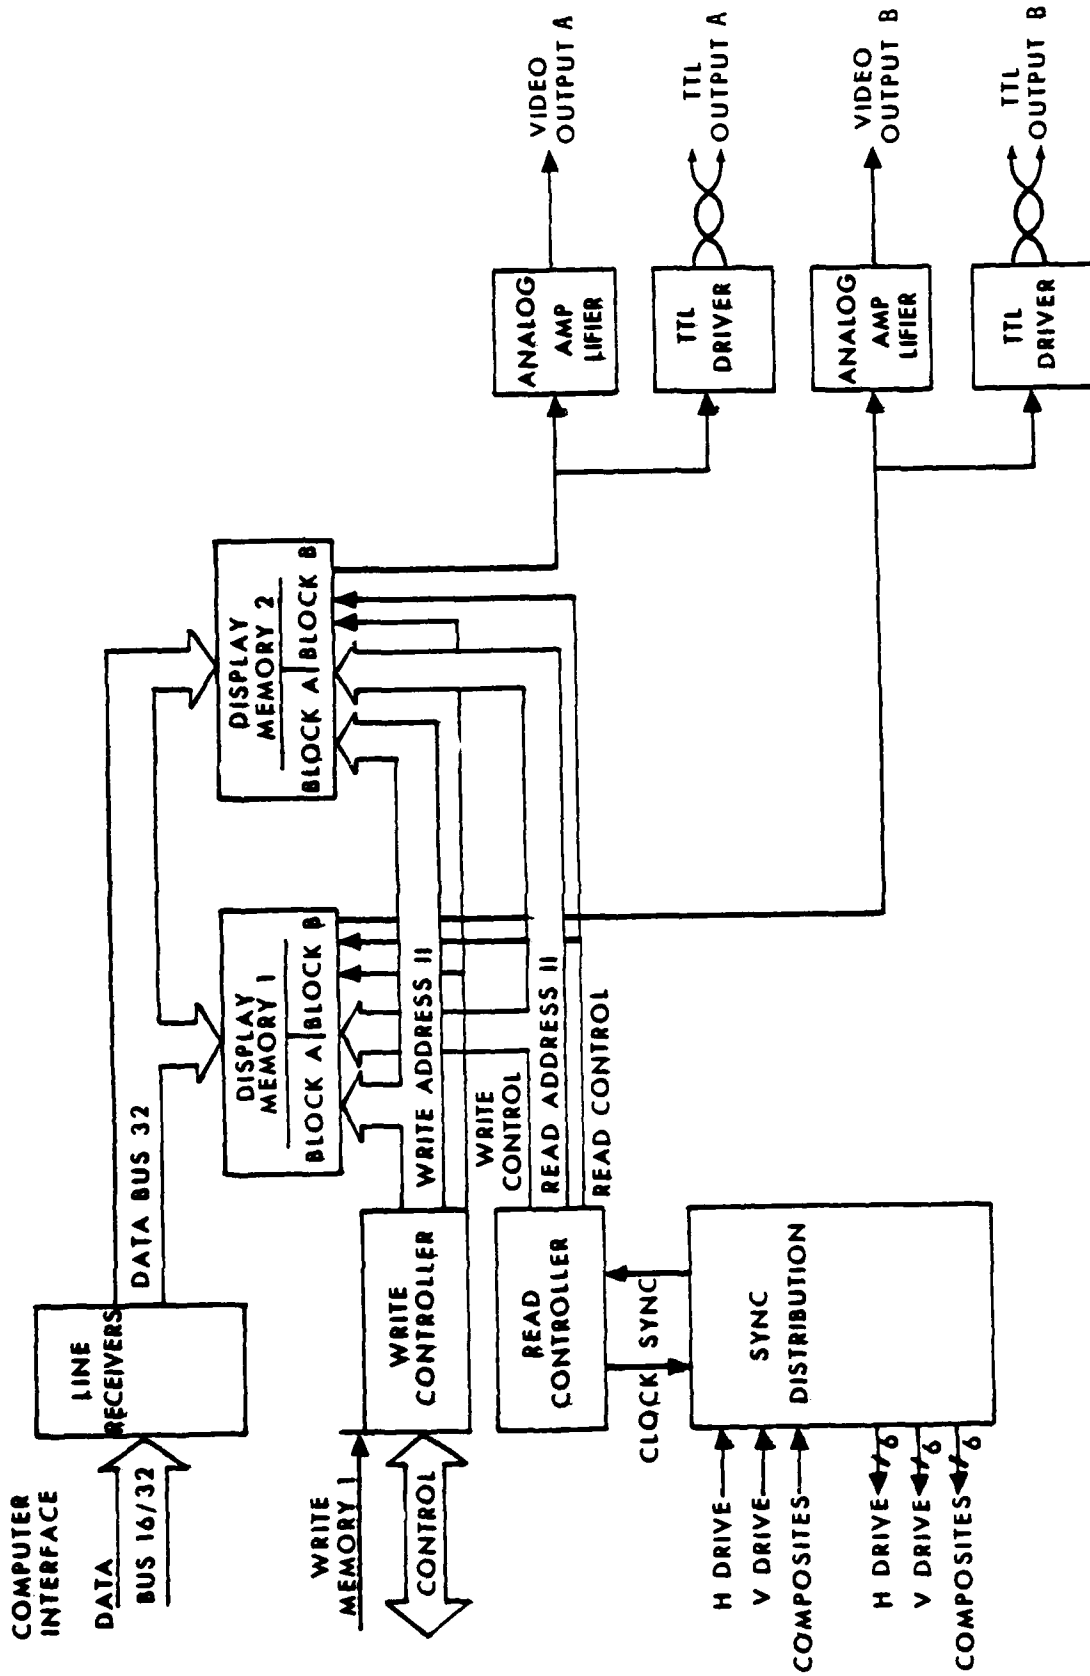 COMPUTER
INTERFACE
DATA
BUS 16/32
LINE
RECEIVERS
DATA BUS 32
WRITE
MEMORY 1
CONTROL
WRITE
CONTROLLER
WRITE ADDRESS 11
WRITE
CONTROL
READ
CONTROLLER
READ ADDRESS 11
READ CONTROL
CLOCK
SYNC
SYNC
DISTRIBUTION
H DRIVE
V DRIVE
COMPOSITES
H DRIVE 6
V DRIVE 6
COMPOSITES 6
DISPLAY
MEMORY 1
BLOCK A BLOCK B
DISPLAY
MEMORY 2
BLOCK A BLOCK B
ANALOG
AMP
LIFIER
VIDEO
OUTPUT A
TTL
DRIVER
TTL
OUTPUT A
ANALOG
AMP
LIFIER
VIDEO
OUTPUT B
TTL
DRIVER
TTL
OUTPUT B